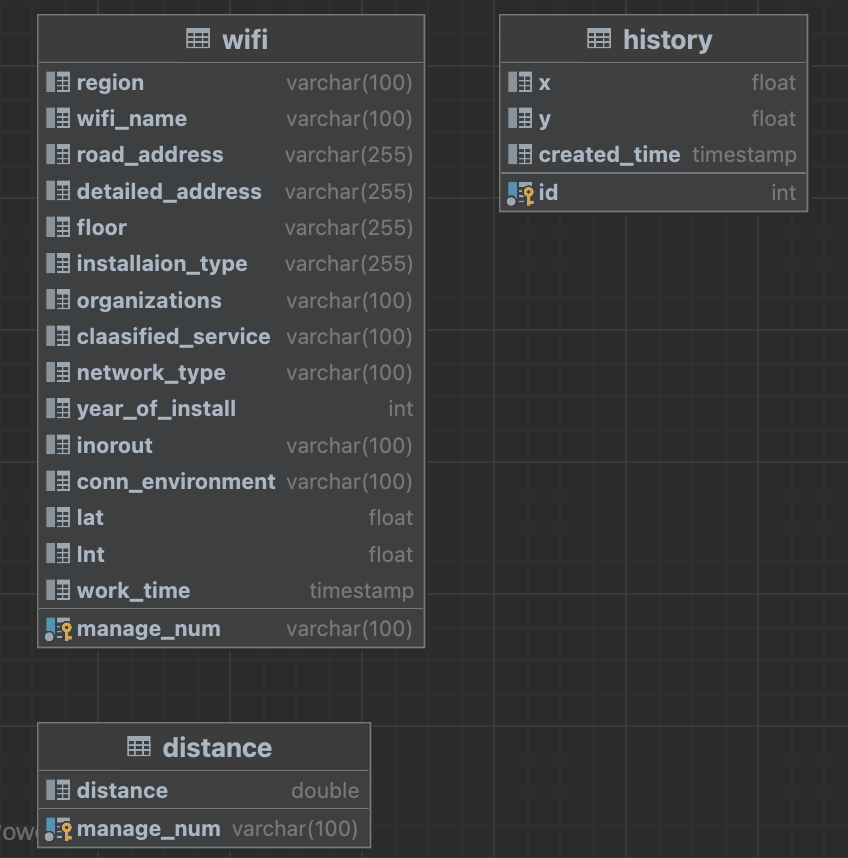 wifi
region varchar(100)
wifi_name varchar(100)
road_address varchar(255)
detailed_address varchar(255)
floor varchar(255)
installaion_type varchar(255)
organizations varchar(100)
claasified_service varchar(100)
network_type varchar(100)
year_of_install int
inorout varchar(100)
conn_environment varchar(100)
lat float
lnt float
work_time timestamp
manage_num varchar(100)
history
x float
y float
created_time timestamp
id int
distance
distance double
manage_num varchar(100)